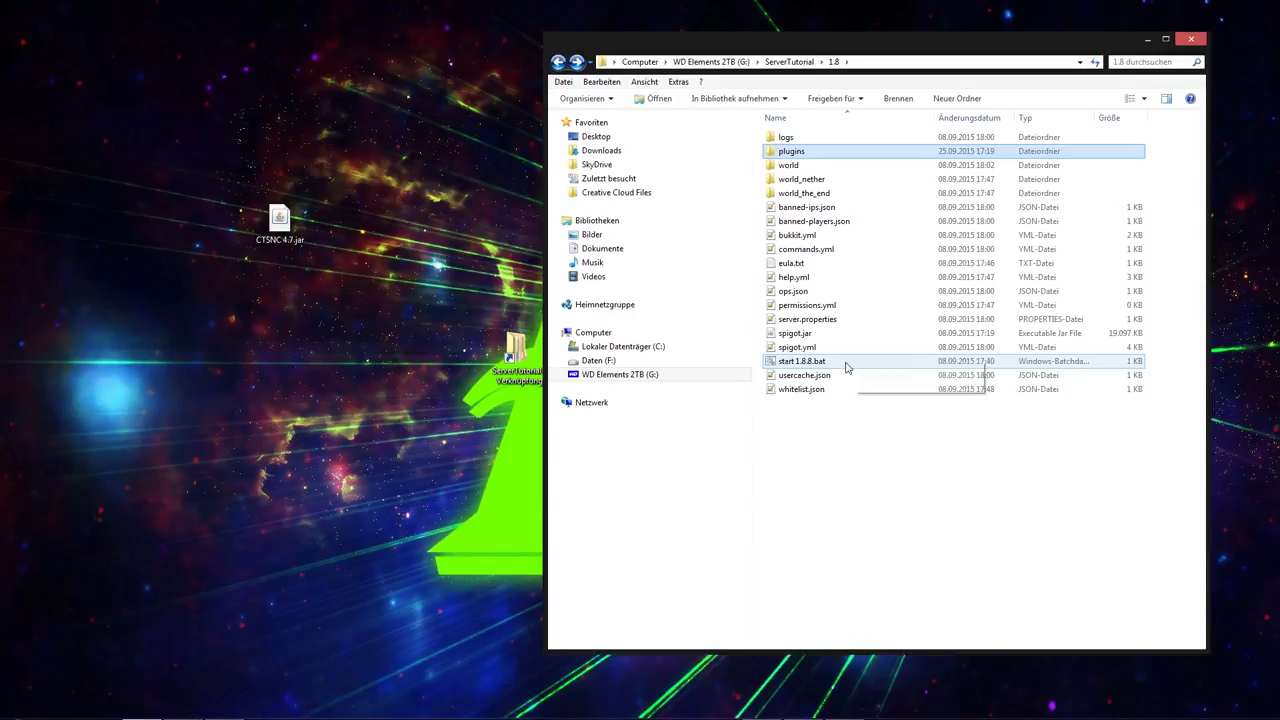 CTSNC 4.7.jar
ServerTutorial
Verknüpfung
Computer
WD Elements 2TB (G:)
ServerTutorial
1.8
1.8 durchsuchen
Datei
Bearbeiten
Ansicht
Extras
?
Organisieren
Öffnen
In Bibliothek aufnehmen
Freigeben für
Brennen
Neuer Ordner
Favoriten
Desktop
Downloads
SkyDrive
Zuletzt besucht
Creative Cloud Files
Bibliotheken
Bilder
Dokumente
Musik
Videos
Heimnetzgruppe
Computer
Lokaler Datenträger (C:)
Daten (F:)
WD Elements 2TB (G:)
Netzwerk
Name Änderungsdatum Typ Größe
logs 08.09.2015 18:00 Dateiordner
plugins 25.09.2015 17:19 Dateiordner
world 08.09.2015 18:02 Dateiordner
world_nether 08.09.2015 17:47 Dateiordner
world_the_end 08.09.2015 17:47 Dateiordner
banned-ips.json 08.09.2015 18:00 JSON-Datei 1 KB
banned-players.json 08.09.2015 18:00 JSON-Datei 1 KB
bukkit.yml 08.09.2015 18:00 YML-Datei 2 KB
commands.yml 08.09.2015 18:00 YML-Datei 1 KB
eula.txt 08.09.2015 17:46 TXT-Datei 1 KB
help.yml 08.09.2015 17:47 YML-Datei 3 KB
ops.json 08.09.2015 18:00 JSON-Datei 1 KB
permissions.yml 08.09.2015 17:47 YML-Datei 0 KB
server.properties 08.09.2015 18:00 PROPERTIES-Datei 1 KB
spigot.jar 08.09.2015 17:19 Executable Jar File 19.097 KB
spigot.yml 08.09.2015 18:00 YML-Datei 4 KB
start 1.8.8.bat 08.09.2015 17:40 Windows-Batchda... 1 KB
usercache.json 08.09.2015 18:00 JSON-Datei 1 KB
whitelist.json 08.09.2015 17:48 JSON-Datei 1 KB